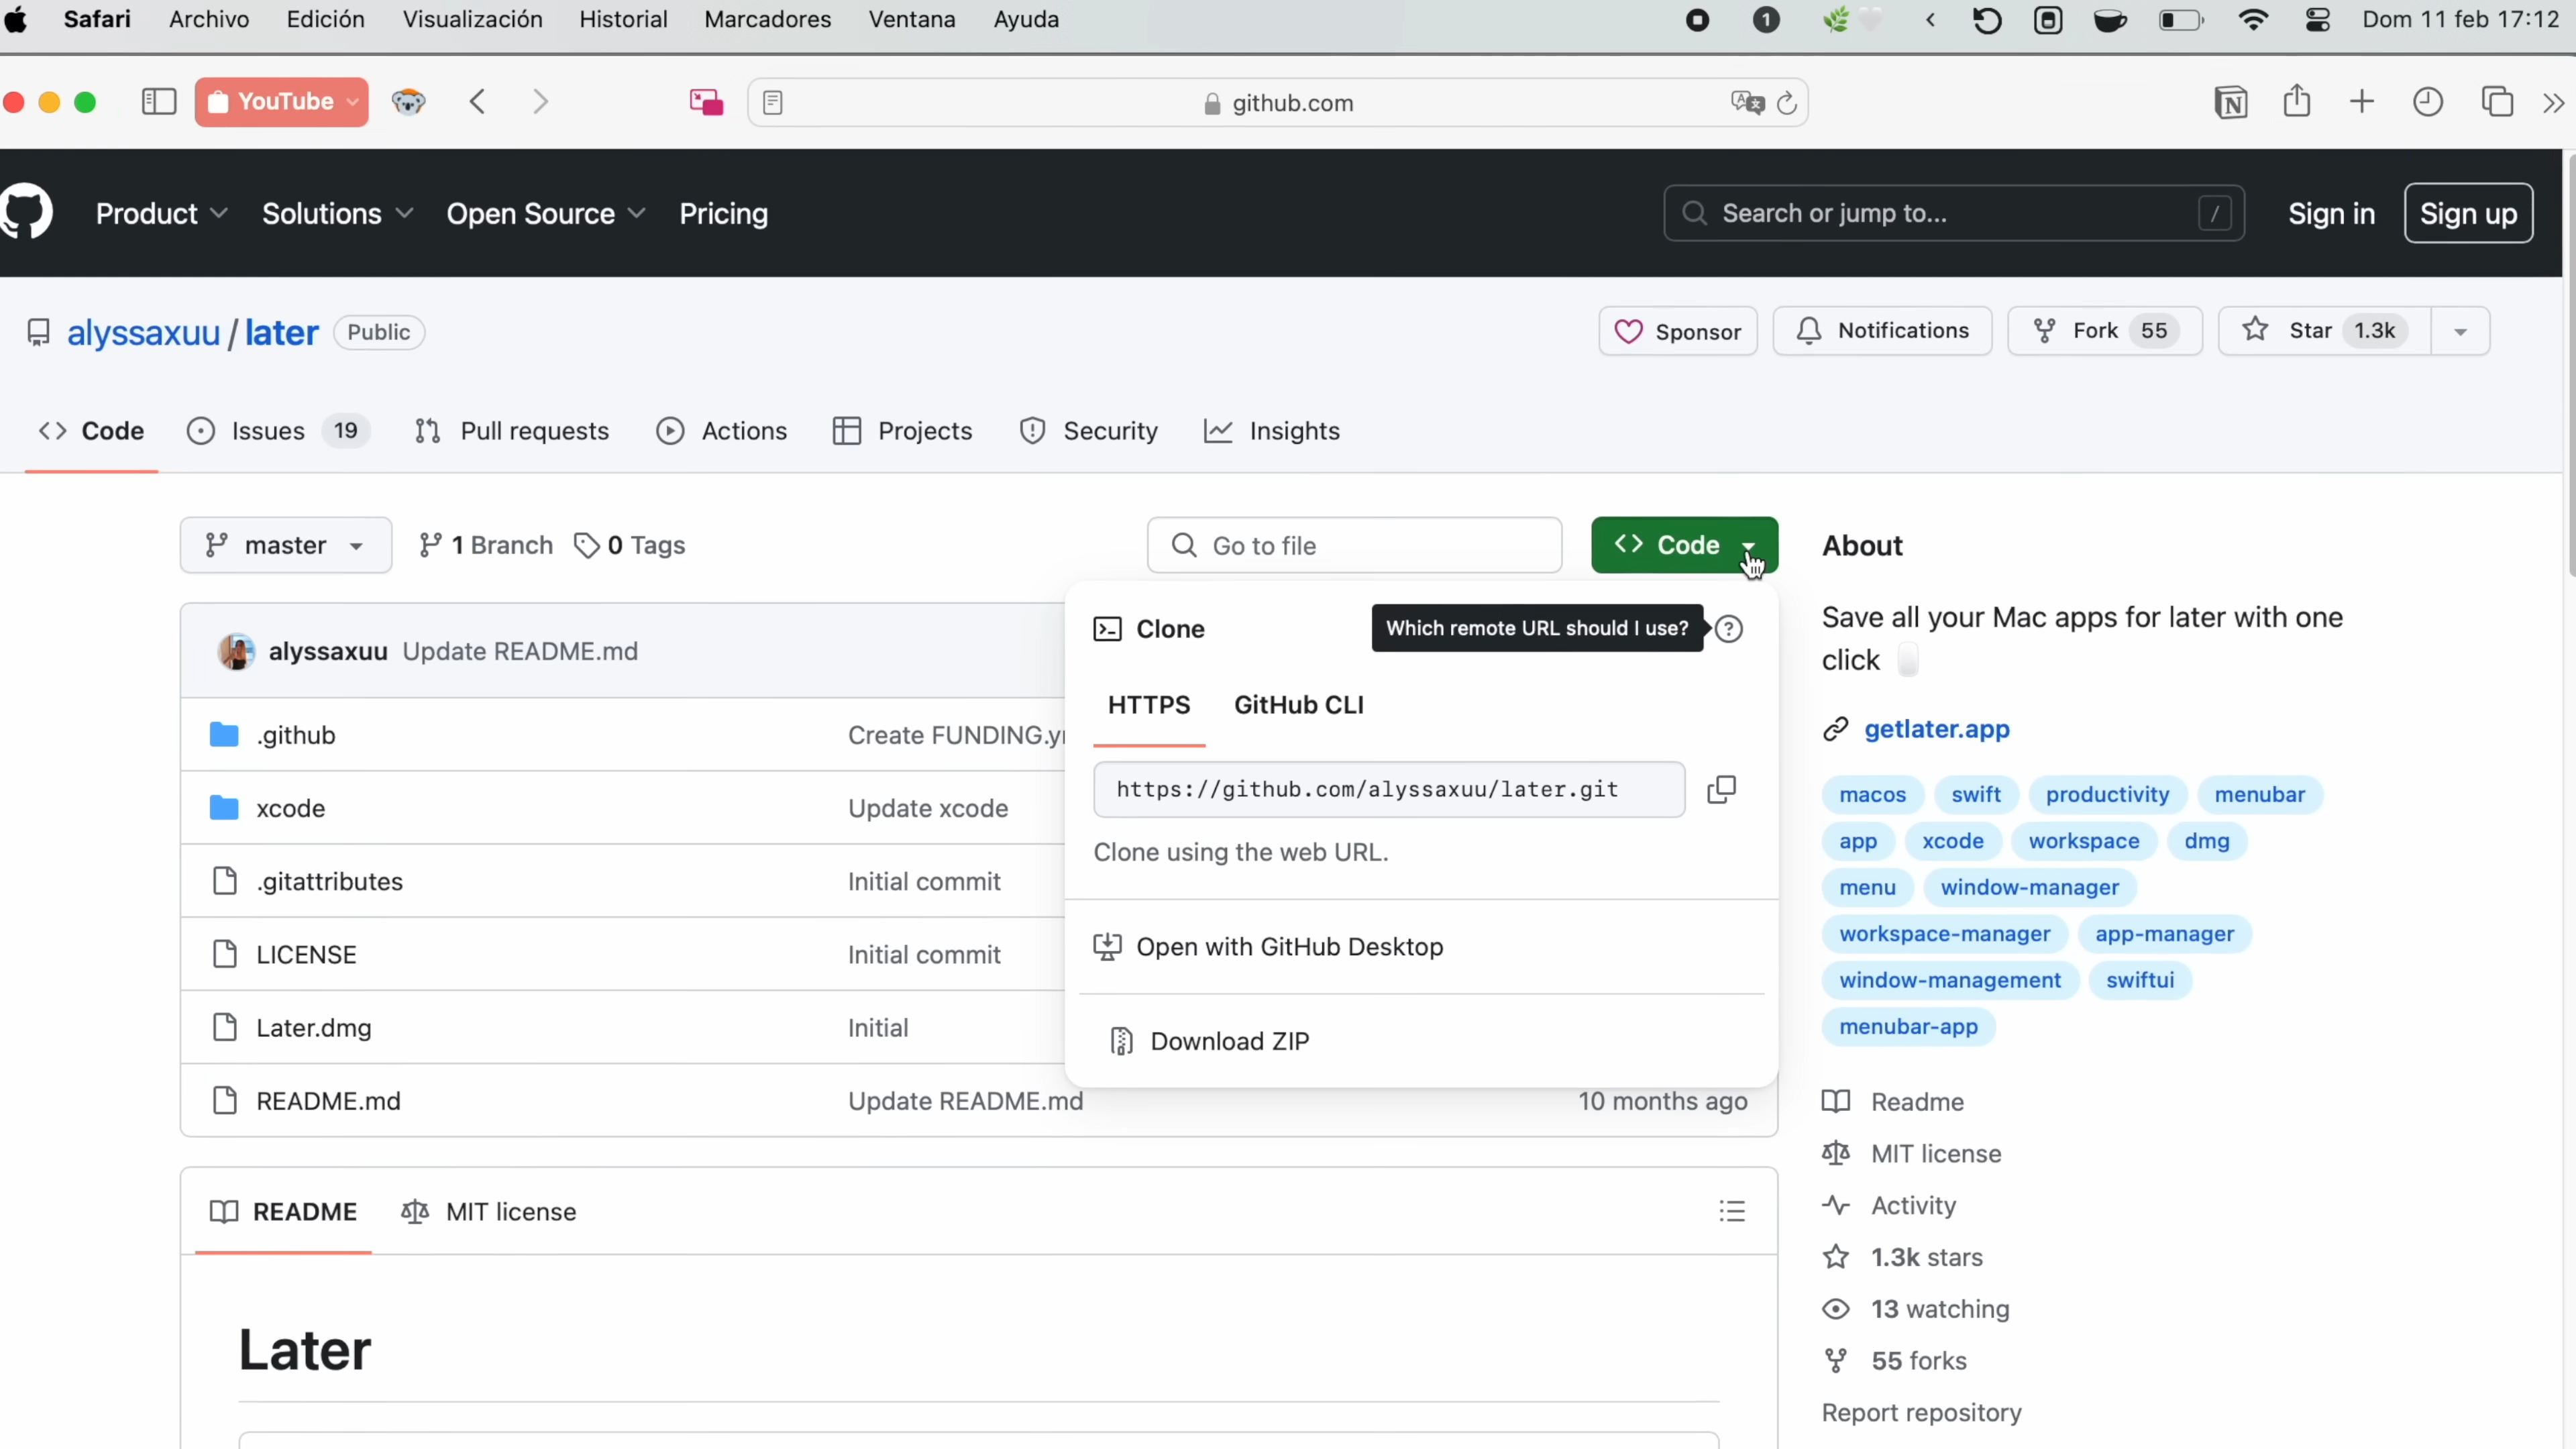 Safari Archivo Edición Visualización Historial Marcadores Ventana Ayuda 1 Dom 11 feb 17:12
YouTube github.com
Product Solutions Open Source Pricing Search or jump to... / Sign in Sign up
alyssaxuu / later Public Sponsor Notifications Fork 55 Star 1.3k
Code Issues 19 Pull requests Actions Projects Security Insights
master 1 Branch 0 Tags Go to file Code
Clone Which remote URL should I use?
HTTPS GitHub CLI
https://github.com/alyssaxuu/later.git
Clone using the web URL.
Open with GitHub Desktop
Download ZIP
alyssaxuu Update README.md
.github Create FUNDING.y
xcode Update xcode
.gitattributes Initial commit
LICENSE Initial commit
Later.dmg Initial
README.md Update README.md 10 months ago
README MIT license
Later
About
Save all your Mac apps for later with one
click
getlater.app
macos swift productivity menubar
app xcode workspace dmg
menu window-manager
workspace-manager app-manager
window-management swiftui
menubar-app
Readme
MIT license
Activity
1.3k stars
13 watching
55 forks
Report repository